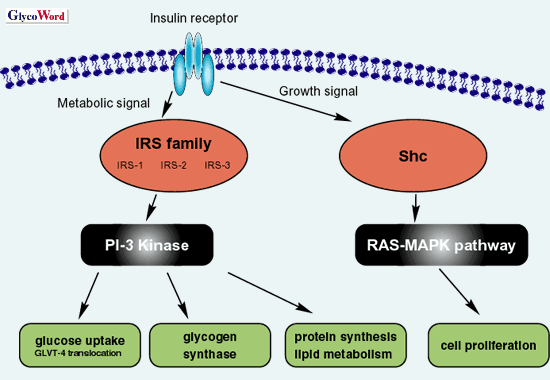 GlycoWord
Insulin receptor
Metabolic signal
Growth signal
IRS family
IRS-1 IRS-2 IRS-3
Shc
PI-3 Kinase
RAS-MAPK pathway
glucose uptake
GLVT-4 translocation
glycogen
synthase
protein synthesis
lipid metabolism
cell proliferation